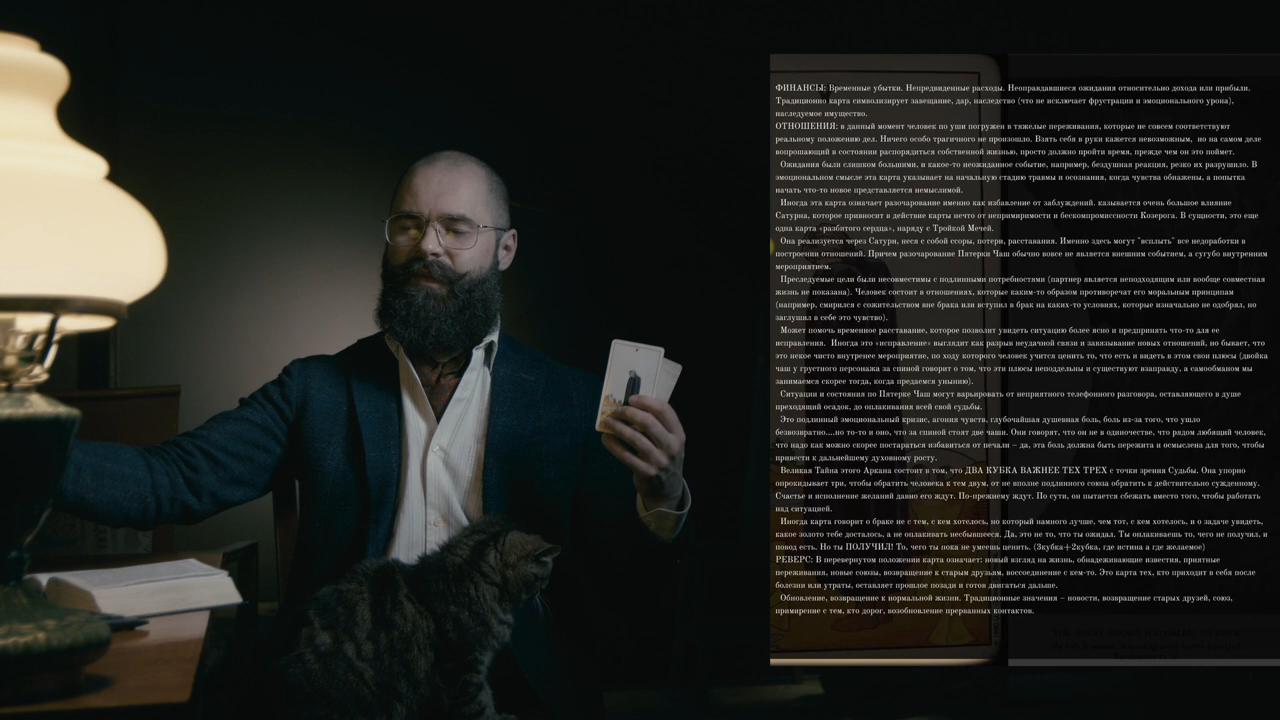 ФИНАНСЫ: Временные убытки. Непредвиденные расходы. Неоправдавшиеся ожидания относительно дохода или прибыли.
Традиционно карта символизирует завещание, дар, наследство (что не исключает фрустрации и эмоционального урона),
наследуемое имущество.
ОТНОШЕНИЯ: в данный момент человек по уши погружен в тяжелые переживания, которые не совсем соответствуют
реальному положению дел. Ничего особо трагичного не произошло. Взять себя в руки кажется невозможным,  но на самом деле
вопрошающий в состоянии распорядиться собственной жизнью, просто должно пройти время, прежде чем он это поймет.
Ожидания были слишком большими, и какое-то неожиданное событие, например, бездушная реакция, резко их разрушило. В
эмоциональном смысле эта карта указывает на начальную стадию травмы и осознания, когда чувства обнажены, а попытка
начать что-то новое представляется немыслимой.
Иногда эта карта означает разочарование именно как избавление от заблуждений. казывается очень большое влияние
Сатурна, которое привносит в действие карты нечто от непримиримости и бескомпромиссности Козерога. В сущности, это еще
одна карта «разбитого сердца», наряду с Тройкой Мечей.
Она реализуется через Сатурн, неся с собой ссоры, потери, расставания. Именно здесь могут "всплыть" все недоработки в
построении отношений. Причем разочарование Пятерки Чаш обычно вовсе не является внешним событием, а сугубо внутренним
мероприятием.
Преследуемые цели были несовместимы с подлинными потребностями (партнер является неподходящим или вообще совместная
жизнь не показана). Человек состоит в отношениях, которые каким-то образом противоречат его моральным принципам
(например, смирился с сожительством вне брака или вступил в брак на каких-то условиях, которые изначально не одобрял, но
заглушил в себе это чувство).
Может помочь временное расставание, которое позволит увидеть ситуацию более ясно и предпринять что-то для ее
исправления.  Иногда это «исправление» выглядит как разрыв неудачной связи и завязывание новых отношений, но бывает, что
это некое чисто внутренее мероприятие, по ходу которого человек учится ценить то, что есть и видеть в этом свои плюсы (двойка
чаш у грустного персонажа за спиной говорит о том, что эти плюсы неподдельны и существуют взаправду, а самообманом мы
занимаемся скорее тогда, когда предаемся унынию).
Ситуации и состояния по Пятерке Чаш могут варьировать от неприятного телефонного разговора, оставляющего в душе
преходящий осадок, до оплакивания всей свой судьбы.
Это подлинный эмоциональный кризис, агония чувств, глубочайшая душевная боль, боль из-за того, что ушло
безвозвратно....но то-то и оно, что за спиной стоят две чаши. Они говорят, что он не в одиночестве, что рядом любящий человек,
что надо как можно скорее постараться избавиться от печали – да, эта боль должна быть пережита и осмыслена для того, чтобы
привести к дальнейшему духовному росту.
Великая Тайна этого Аркана состоит в том, что ДВА КУБКА ВАЖНЕЕ ТЕХ ТРЕХ с точки зрения Судьбы. Она упорно
опрокидывает три, чтобы обратить человека к тем двум, от не вполне подлинного союза обратить к действительно сужденному.
Счастье и исполнение желаний давно его ждут. По-прежнему ждут. По сути, он пытается сбежать вместо того, чтобы работать
над ситуацией.
Иногда карта говорит о браке не с тем, с кем хотелось, но который намного лучше, чем тот, с кем хотелось, и о задаче увидеть,
какое золото тебе досталось, а не оплакивать несбывшееся. Да, это не то, что ты ожидал. Ты оплакиваешь то, чего не получил, и
повод есть. Но ты ПОЛУЧИЛ! То, чего ты пока не умеешь ценить. (3кубка+2кубка, где истина а где желаемое)
РЕВЕРС: В перевернутом положении карта означает: новый взгляд на жизнь, обнадеживающие известия, приятные
переживания, новые союзы, возвращение к старым друзьям, воссоединение с кем-то. Это карта тех, кто приходит в себя после
болезни или утраты, оставляет прошлое позади и готов двигаться дальше.
Обновление, возвращение к нормальной жизни. Традиционные значения – новости, возвращение старых друзей, союз,
примирение с тем, кто дорог, возобновление прерванных контактов.